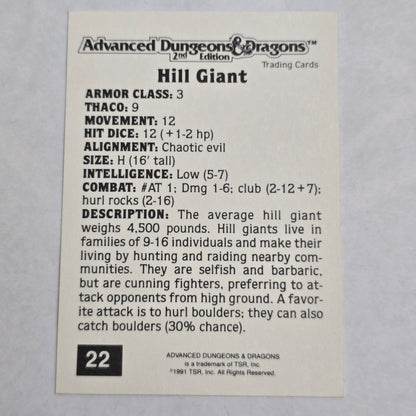 Advanced Dungeons & Dragons™
2nd Edition
Trading Cards
Hill Giant
ARMOR CLASS: 3
THACO: 9
MOVEMENT: 12
HIT DICE: 12 (+1-2 hp)
ALIGNMENT: Chaotic evil
SIZE: H (16' tall)
INTELLIGENCE: Low (5-7)
COMBAT: #AT 1; Dmg 1-6; club (2-12+7);
hurl rocks (2-16)
DESCRIPTION: The average hill giant
weighs 4,500 pounds. Hill giants live in
families of 9-16 individuals and make their
living by hunting and raiding nearby com-
munities. They are selfish and barbaric,
but are cunning fighters, preferring to at-
tack opponents from high ground. A favor-
ite attack is to hurl boulders; they can also
catch boulders (30% chance).
22
ADVANCED DUNGEONS & DRAGONS
is a trademark of TSR, Inc.
©1991 TSR, Inc. All Rights Reserved.